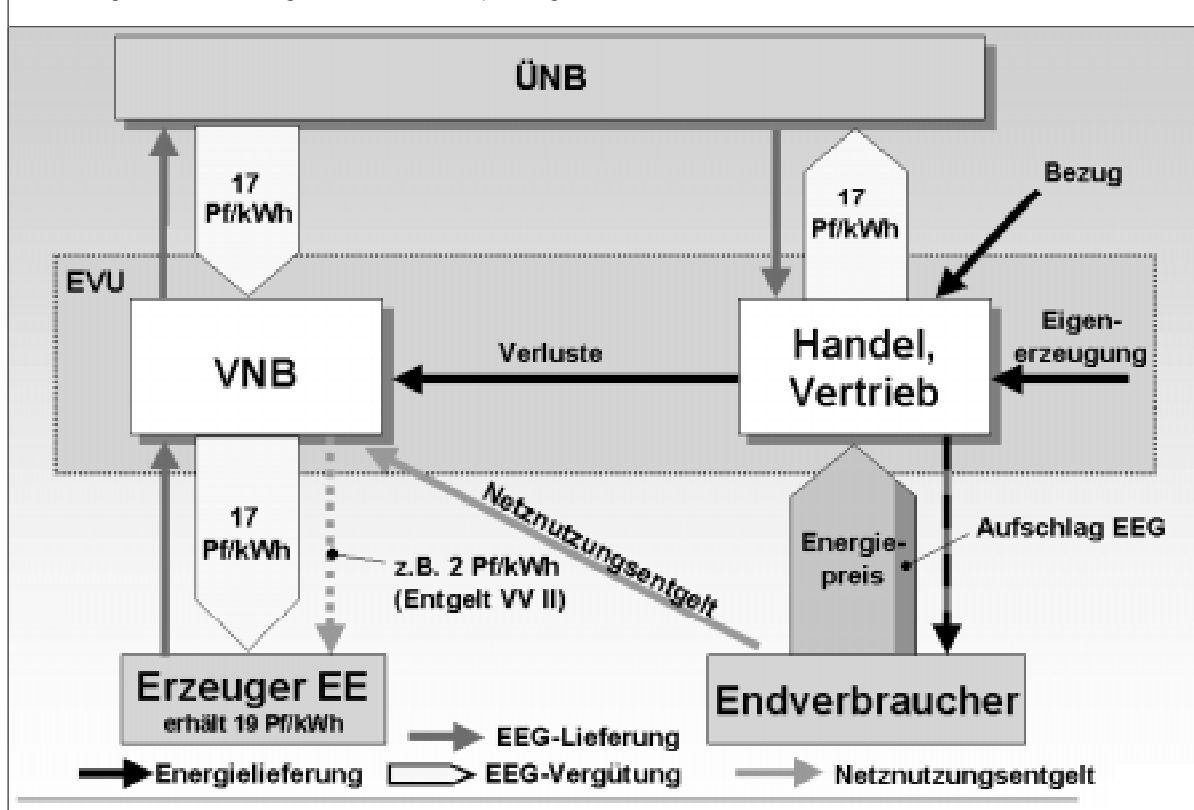 ÜNB
17
Pf/kWh
17
Pf/kWh
Bezug
EVU
VNB
Verluste
Handel,
Vertrieb
Eigen-
erzeugung
17
Pf/kWh
z.B. 2 Pf/kWh
(Entgelt VV II)
Netznutzungsentgelt
Energie-
preis
Aufschlag EEG
Erzeuger EE
erhält 19 Pf/kWh
Endverbraucher
EEG-Lieferung
Energielieferung
EEG-Vergütung
Netznutzungsentgelt